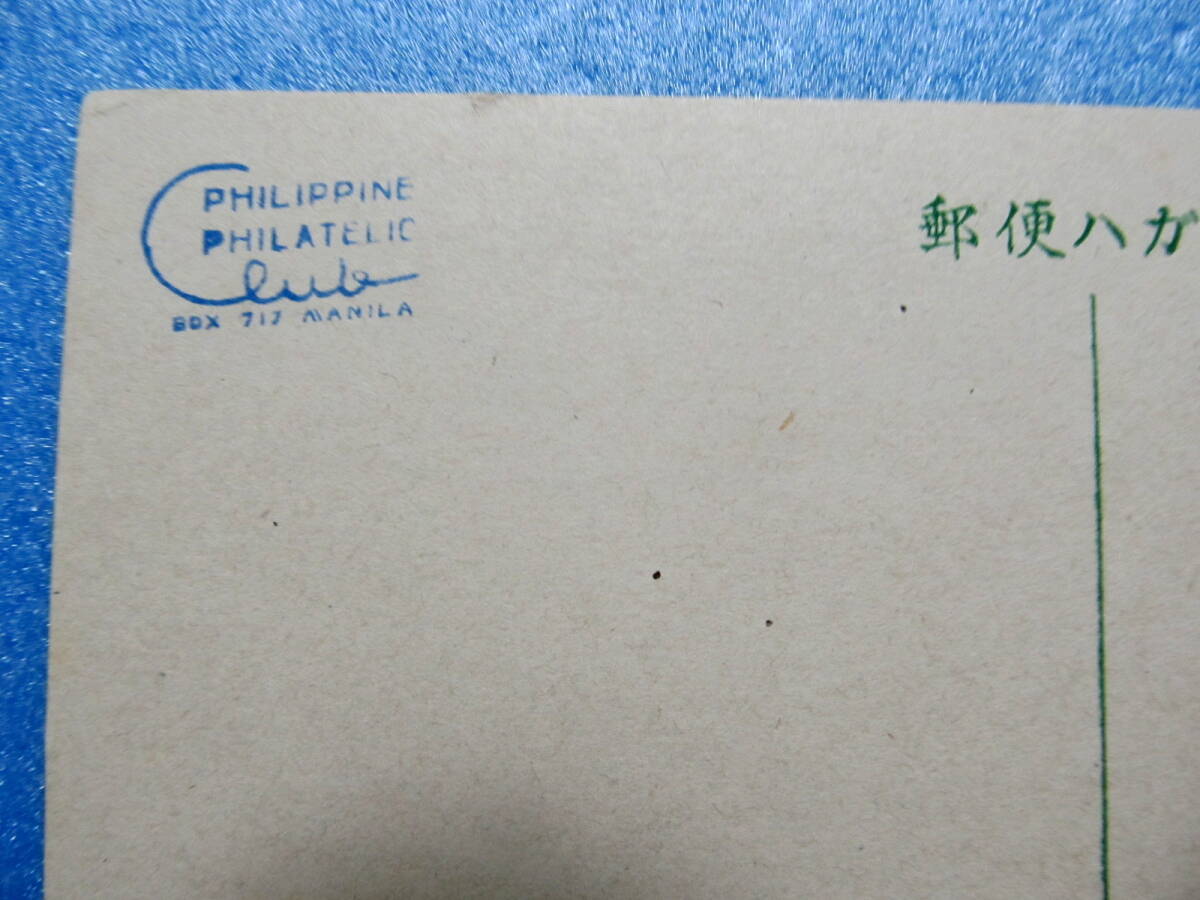 PHILIPPINE
PHILATELIC
Club
BOX 717 MANILA
郵便ハガ